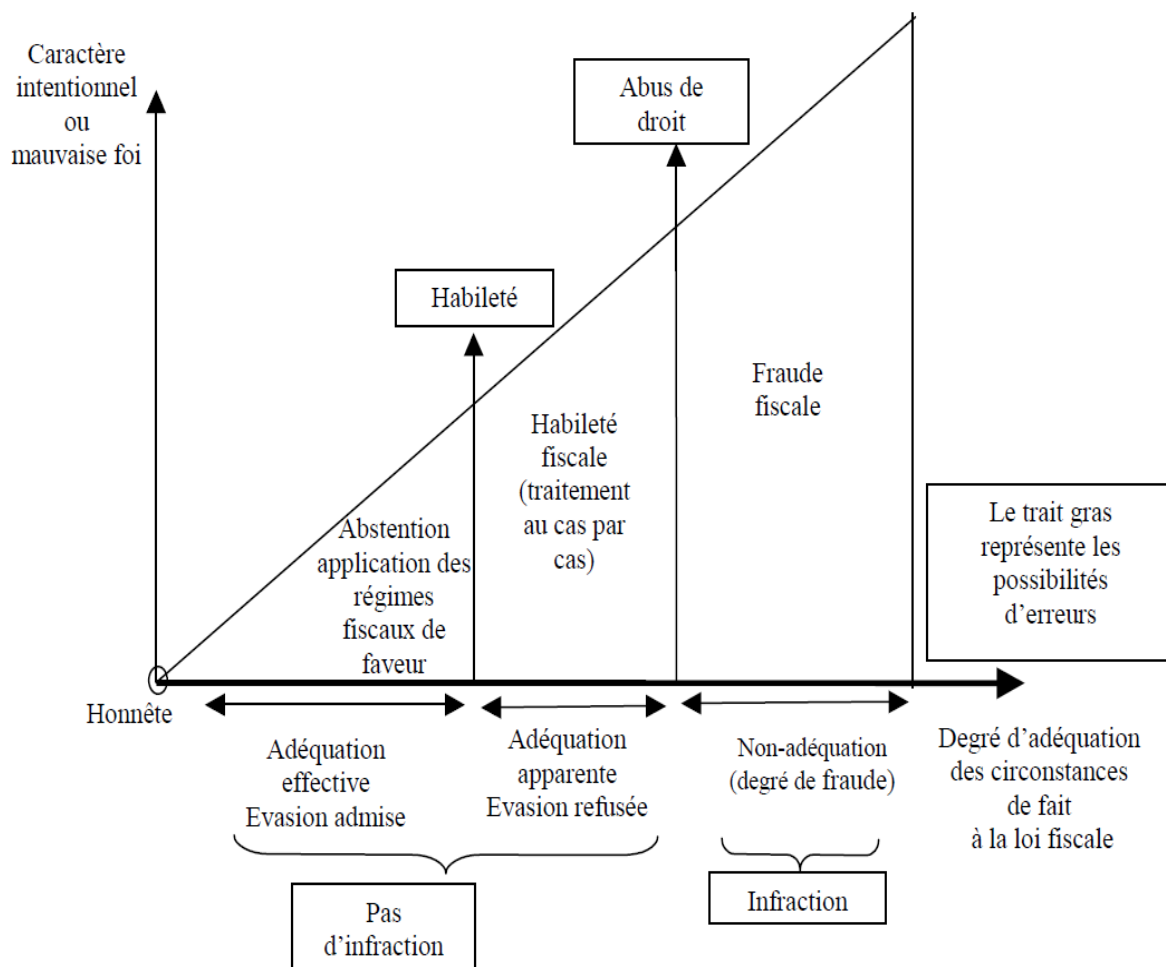 Caractère
intentionnel
ou
mauvaise foi
Abus de
droit
Habileté
Fraude
fiscale
Habileté
fiscale
(traitement
au cas par
cas)
Abstention
application des
régimes
fiscaux de
faveur
Le trait gras
représente les
possibilités
d’erreurs
Honnête
Adéquation
effective
Evasion admise
Adéquation
apparente
Evasion refusée
Non-adéquation
(degré de fraude)
Degré d’adéquation
des circonstances
de fait
à la loi fiscale
Pas
d’infraction
Infraction